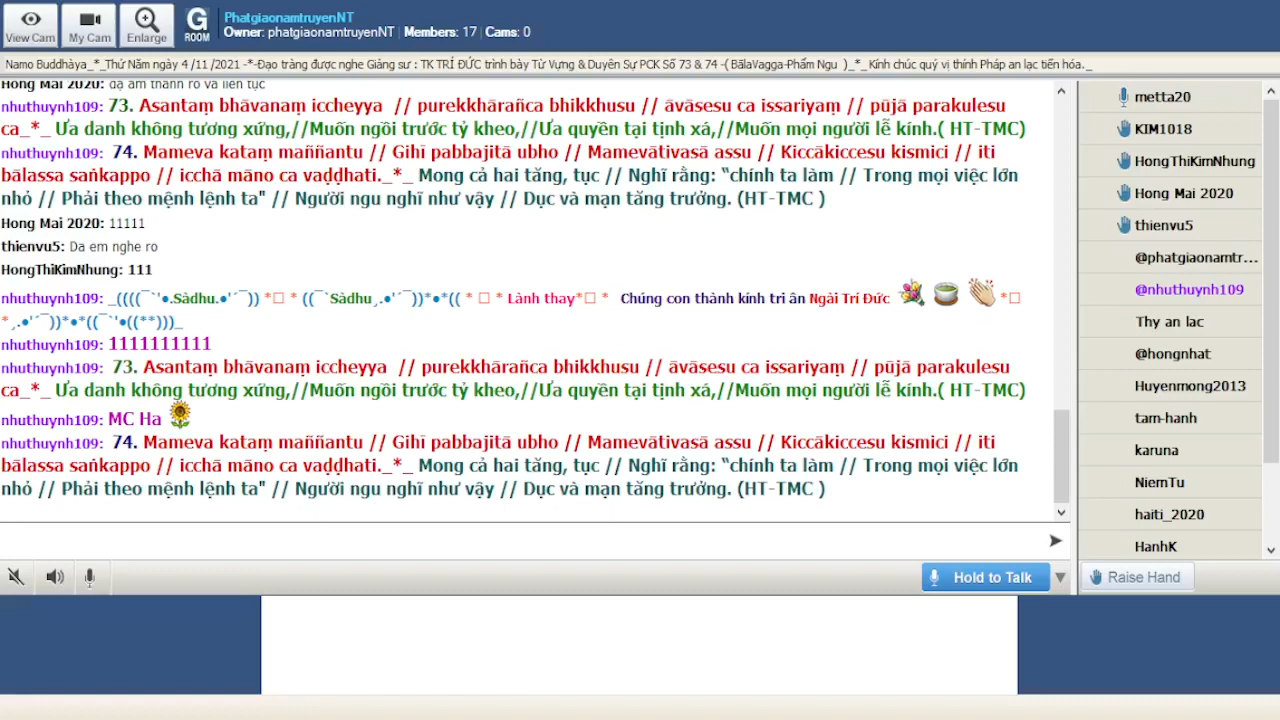 View Cam
My Cam
Enlarge
G ROOM
PhatgiaonamtruyenNT
Owner: phatgiaonamtruyenNT | Members: 17 | Cams: 0
Namo Buddhàya_*_Thứ Năm ngày 4 /11 /2021 -*-Đạo tràng được nghe Giảng sư : TK TRÍ ĐỨC trình bày Từ Vựng & Duyên Sự PCK Số 73 & 74 -( BãlaVagga-Phẩm Ngu )_*_ Kính chúc quý vị thính Pháp an lạc tiến hóa._
Hong Mai 2020: dạ âm thanh rõ và liên tục
nhuthuynh109: 73. Asantaṃ bhāvanaṃ iccheyya // purekkhārañca bhikkhusu // āvāsesu ca issariyaṃ // pūjā parakulesu
ca_*_ Ưa danh không tương xứng,//Muốn ngồi trước tỷ kheo,//Ưa quyền tại tịnh xá,//Muốn mọi người lễ kính.( HT-TMC)
nhuthuynh109: 74. Mameva kataṃ maññantu // Gihī pabbajitā ubho // Mamevātivasā assu // Kiccākiccesu kismici // iti
bālassa saṅkappo // icchā māno ca vaḍḍhati._*_ Mong cả hai tăng, tục // Nghĩ rằng: “chính ta làm // Trong mọi việc lớn
nhỏ // Phải theo mệnh lệnh ta" // Người ngu nghĩ như vậy // Dục và mạn tăng trưởng. (HT-TMC )
Hong Mai 2020: 11111
thienvu5: Da em nghe ro
HongThiKimNhung: 111
nhuthuynh109: _((((¯`'•.Sàdhu.•'´¯)) *□ * ((¯`Sàdhu¸.•'´¯))*•*(( * □ * Lành thay*□ * Chúng con thành kính tri ân Ngài Trí Đức *□
*¸.•'´¯))*•*((¯`'•((**)))_
nhuthuynh109: 1111111111
nhuthuynh109: 73. Asantaṃ bhāvanaṃ iccheyya // purekkhārañca bhikkhusu // āvāsesu ca issariyaṃ // pūjā parakulesu
ca_*_ Ưa danh không tương xứng,//Muốn ngồi trước tỷ kheo,//Ưa quyền tại tịnh xá,//Muốn mọi người lễ kính.( HT-TMC)
nhuthuynh109: MC Ha
nhuthuynh109: 74. Mameva kataṃ maññantu // Gihī pabbajitā ubho // Mamevātivasā assu // Kiccākiccesu kismici // iti
bālassa saṅkappo // icchā māno ca vaḍḍhati._*_ Mong cả hai tăng, tục // Nghĩ rằng: “chính ta làm // Trong mọi việc lớn
nhỏ // Phải theo mệnh lệnh ta" // Người ngu nghĩ như vậy // Dục và mạn tăng trưởng. (HT-TMC )
Hold to Talk
metta20
KIM1018
HongThiKimNhung
Hong Mai 2020
thienvu5
@phatgiaonamtr...
@nhuthuynh109
Thy an lac
@hongnhat
Huyenmong2013
tam-hanh
karuna
NiemTu
haiti_2020
HanhK
Raise Hand